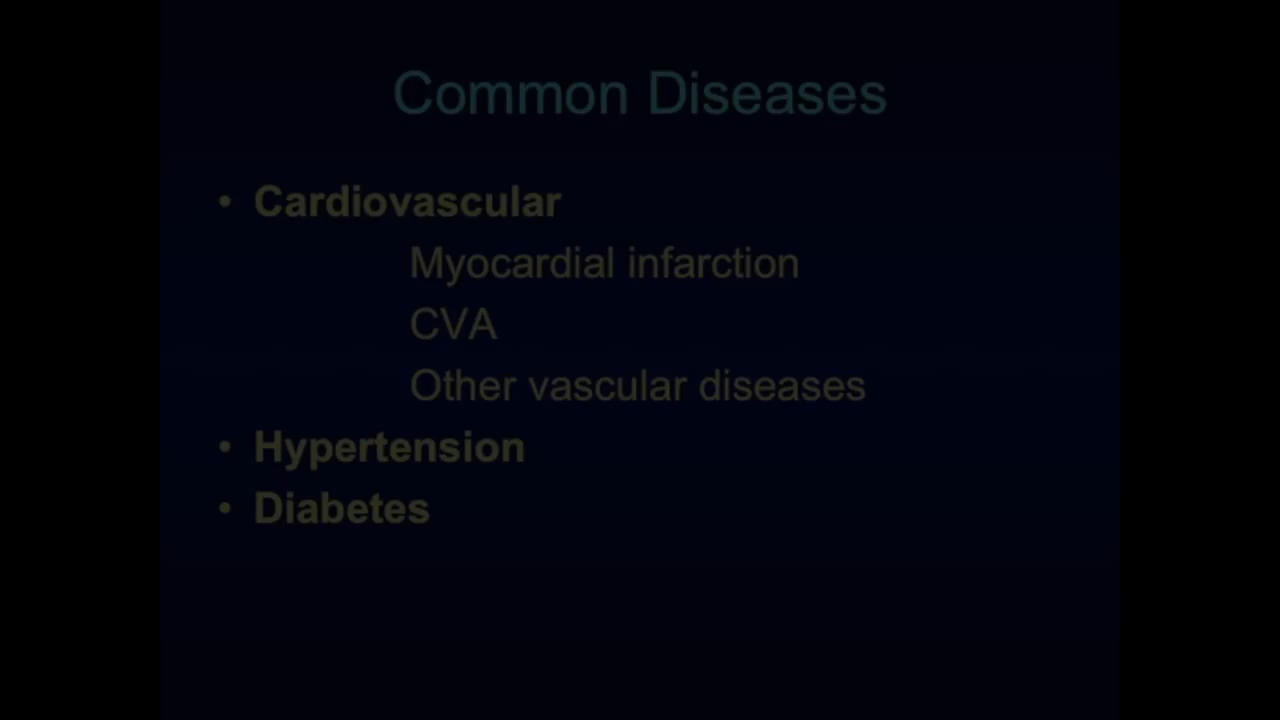 Common Diseases
• Cardiovascular
Myocardial infarction
CVA
Other vascular diseases
• Hypertension
• Diabetes